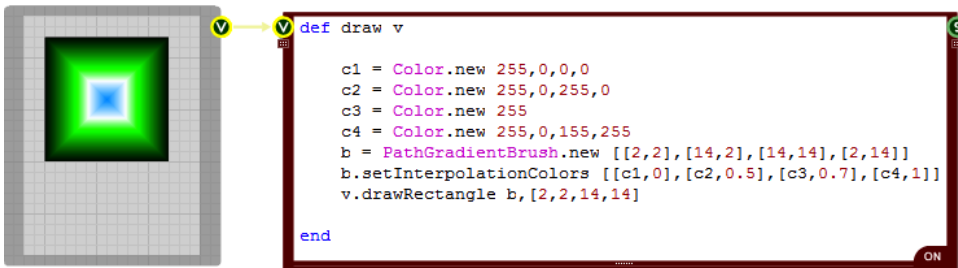 V V def draw v S
c1 = Color.new 255,0,0,0
c2 = Color.new 255,0,255,0
c3 = Color.new 255
c4 = Color.new 255,0,155,255
b = PathGradientBrush.new [[2,2],[14,2],[14,14],[2,14]]
b.setInterpolationColors [[c1,0],[c2,0.5],[c3,0.7],[c4,1]]
v.drawRectangle b,[2,2,14,14]
end
ON